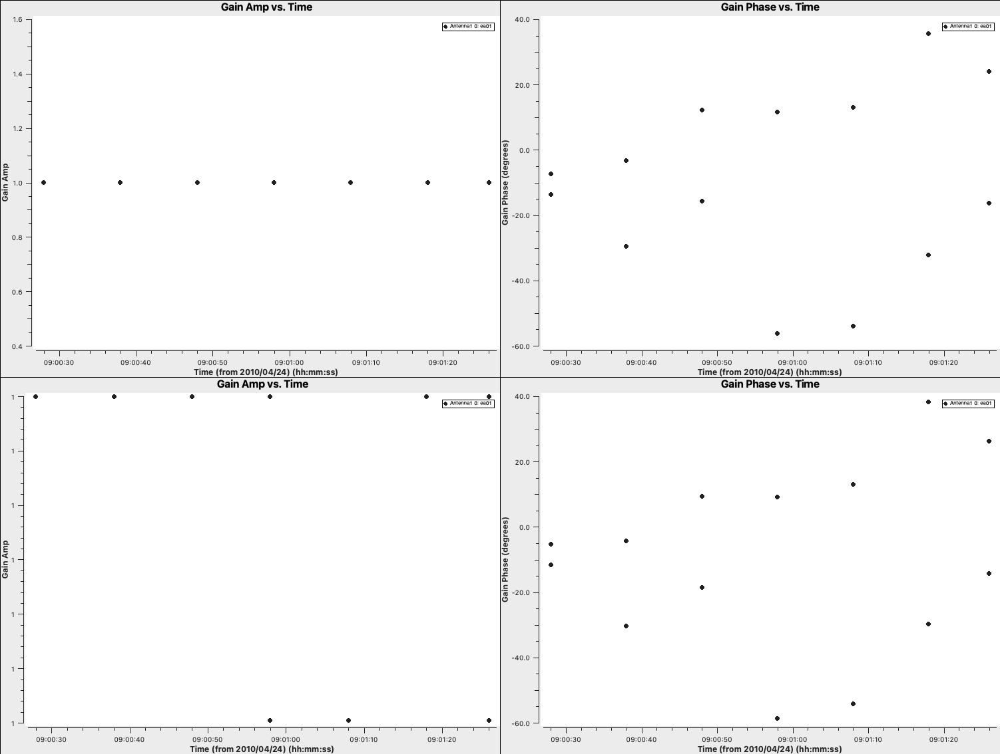 Gain Amp vs. Time
Antenna1 0: ea01
1.6
1.4
1.2
1.0
0.8
0.6
0.4
Gain Amp
09:00:30 09:00:40 09:00:50 09:01:00 09:01:10 09:01:20
Time (from 2010/04/24) (hh:mm:ss)
Gain Phase vs. Time
Antenna1 0: ea01
40.0
20.0
0.0
-20.0
-40.0
-60.0
Gain Phase (degrees)
09:00:30 09:00:40 09:00:50 09:01:00 09:01:10 09:01:20
Time (from 2010/04/24) (hh:mm:ss)
Gain Amp vs. Time
Antenna1 0: ea01
1
1
1
1
1
1
1
Gain Amp
09:00:30 09:00:40 09:00:50 09:01:00 09:01:10 09:01:20
Time (from 2010/04/24) (hh:mm:ss)
Gain Phase vs. Time
Antenna1 0: ea01
40.0
20.0
0.0
-20.0
-40.0
-60.0
Gain Phase (degrees)
09:00:30 09:00:40 09:00:50 09:01:00 09:01:10 09:01:20
Time (from 2010/04/24) (hh:mm:ss)